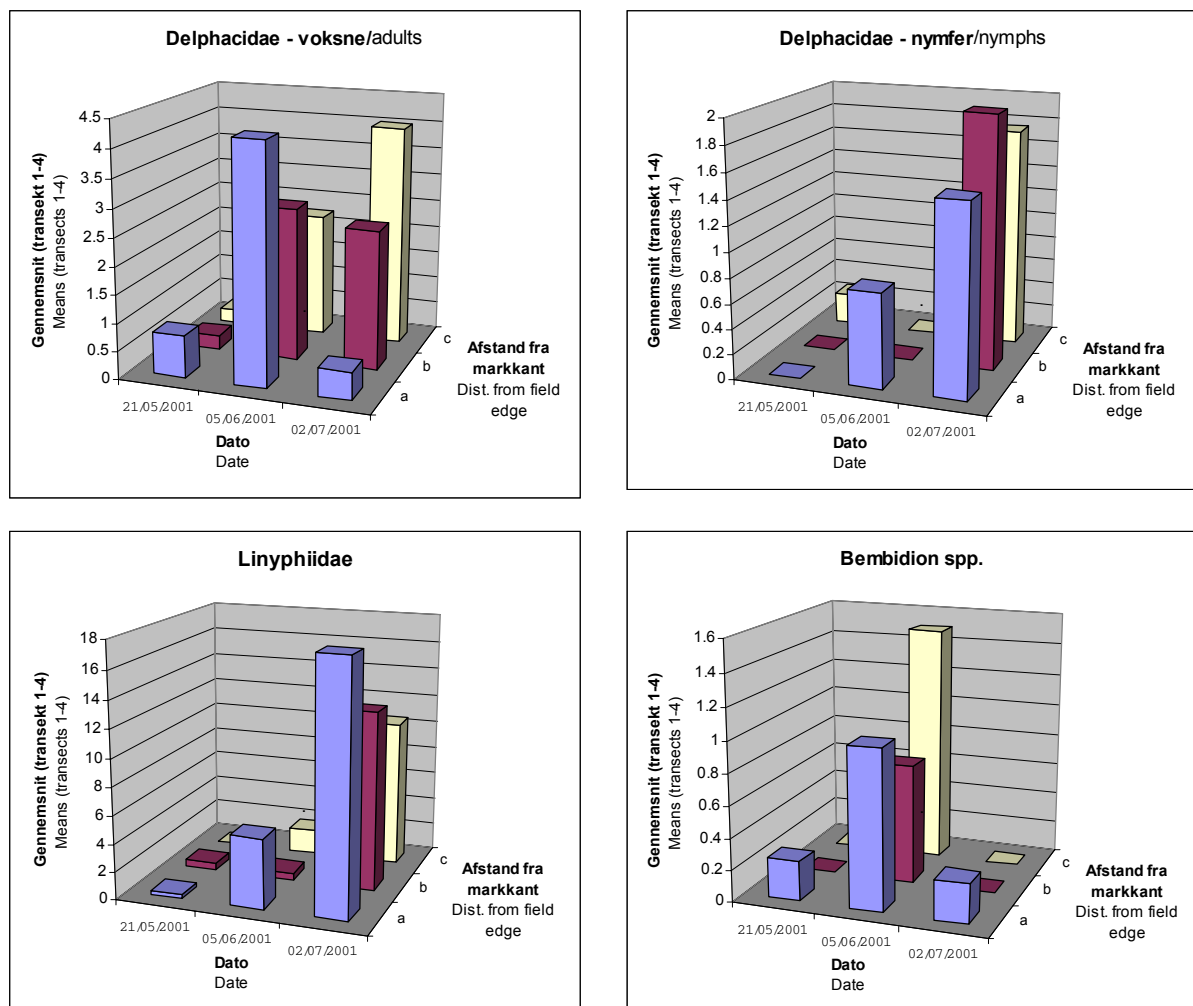 Delphacidae - voksne/adults
4.5
4
3.5
3
2.5
2
1.5
1
0.5
0
Gennemsnit (transekt 1-4)
Means (transects 1-4)
21/05/2001
05/06/2001
02/07/2001
Dato
Date
a
b
c
Afstand fra
markkant
Dist. from field
edge
Delphacidae - nymfer/nymphs
2
1.8
1.6
1.4
1.2
1
0.8
0.6
0.4
0.2
0
Gennemsnit (transekt 1-4)
Means (transects 1-4)
21/05/2001
05/06/2001
02/07/2001
Dato
Date
a
b
c
Afstand fra
markkant
Dist. from field
edge
Linyphiidae
18
16
14
12
10
8
6
4
2
0
Gennemsnit (transekt 1-4)
Means (transects 1-4)
21/05/2001
05/06/2001
02/07/2001
Dato
Date
a
b
c
Afstand fra
markkant
Dist. from field
edge
Bembidion spp.
1.6
1.4
1.2
1
0.8
0.6
0.4
0.2
0
Gennemsnit (transekt 1-4)
Means (transects 1-4)
21/05/2001
05/06/2001
02/07/2001
Dato
Date
a
b
c
Afstand fra
markkant
Dist. from field
edge